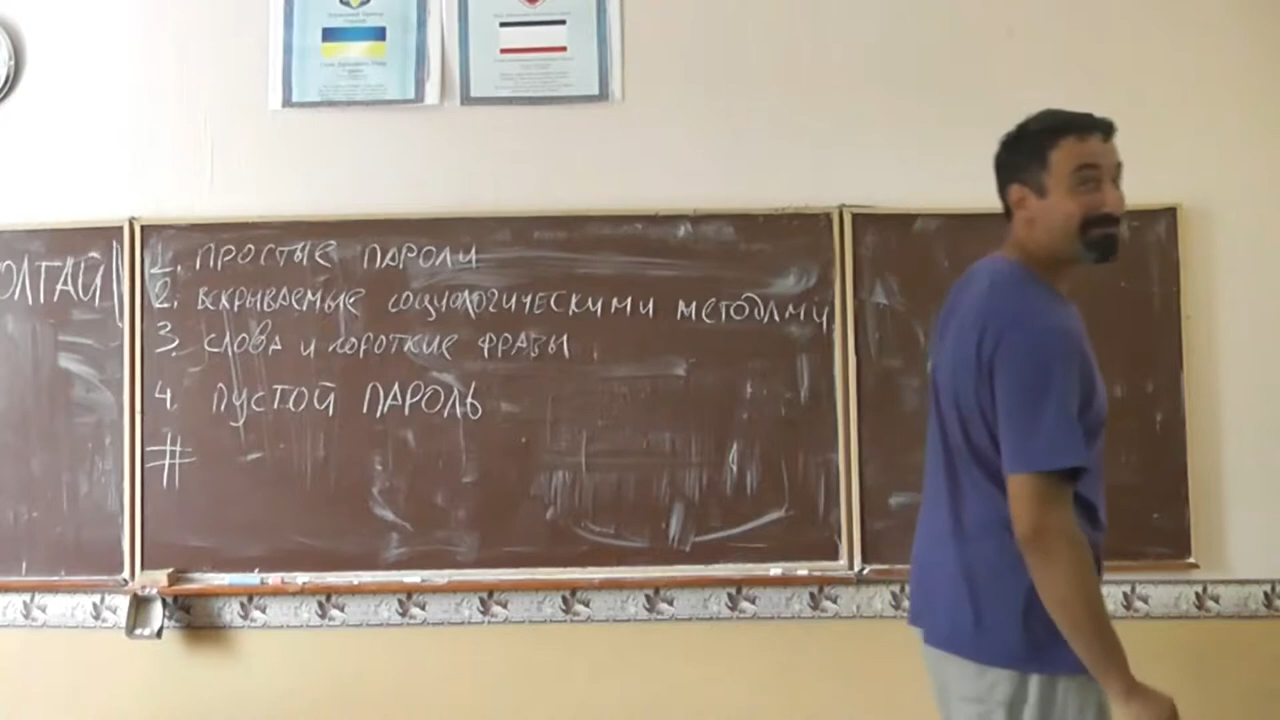 ОЛТАЙ
1. ПРОСТЫЕ ПАРОЛИ
2. ВСКРЫВАЕМЫЕ СОЦИОЛОГИЧЕСКИМИ МЕТОДАМИ
3. СЛОВА И КОРОТКИЕ ФРАЗЫ
4. ПУСТОЙ ПАРОЛЬ
#